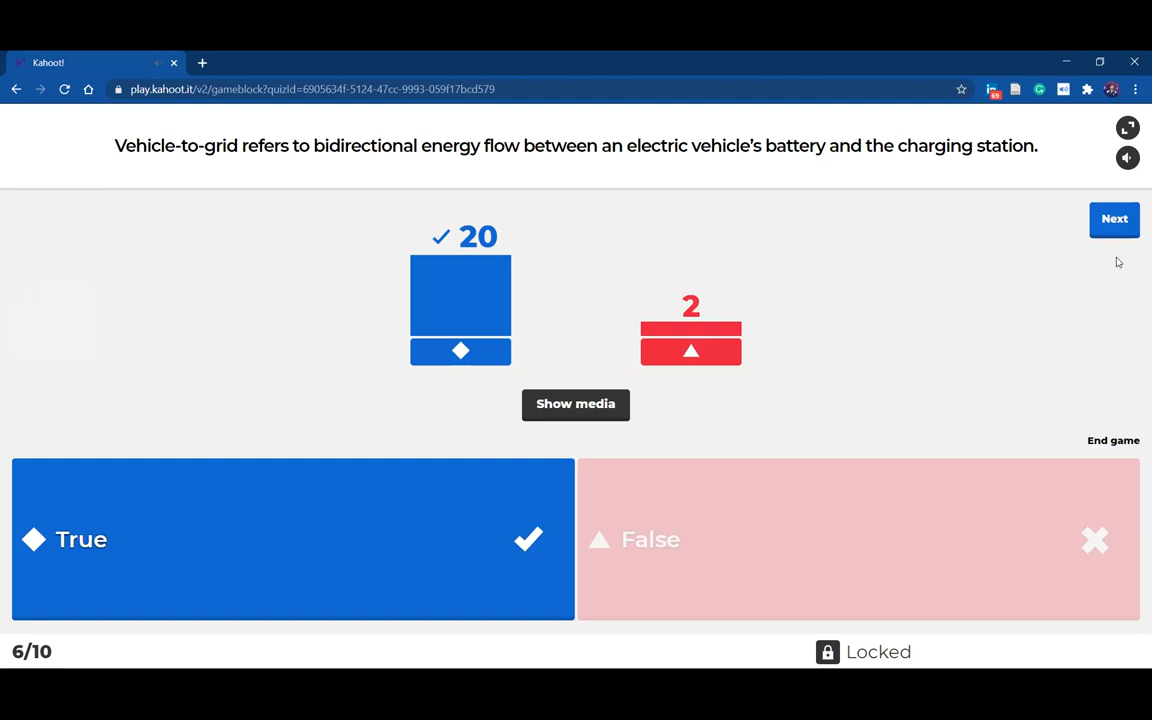 Kahoot!
play.kahoot.it/v2/gameblock?quizId=6905634f-5124-47cc-9993-059f17bcd579
69
Vehicle-to-grid refers to bidirectional energy flow between an electric vehicle's battery and the charging station.
Next
20
2
Show media
End game
True
False
6/10
Locked